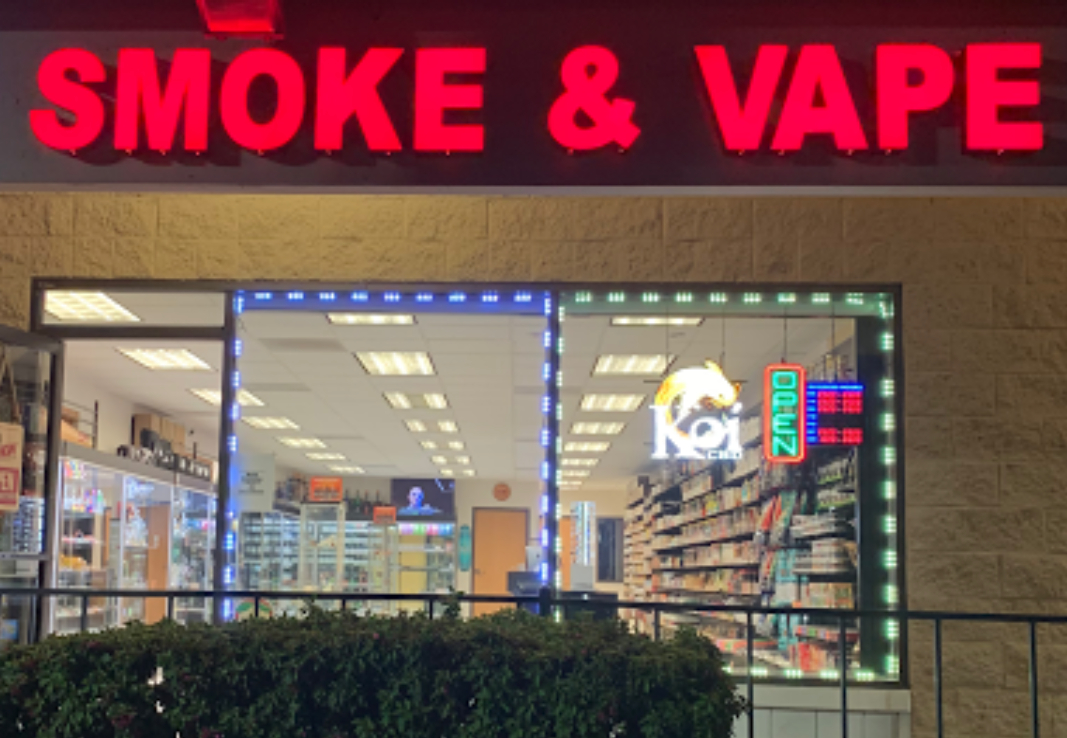 SMOKE & VAPE
Koi
CBD
OPEN